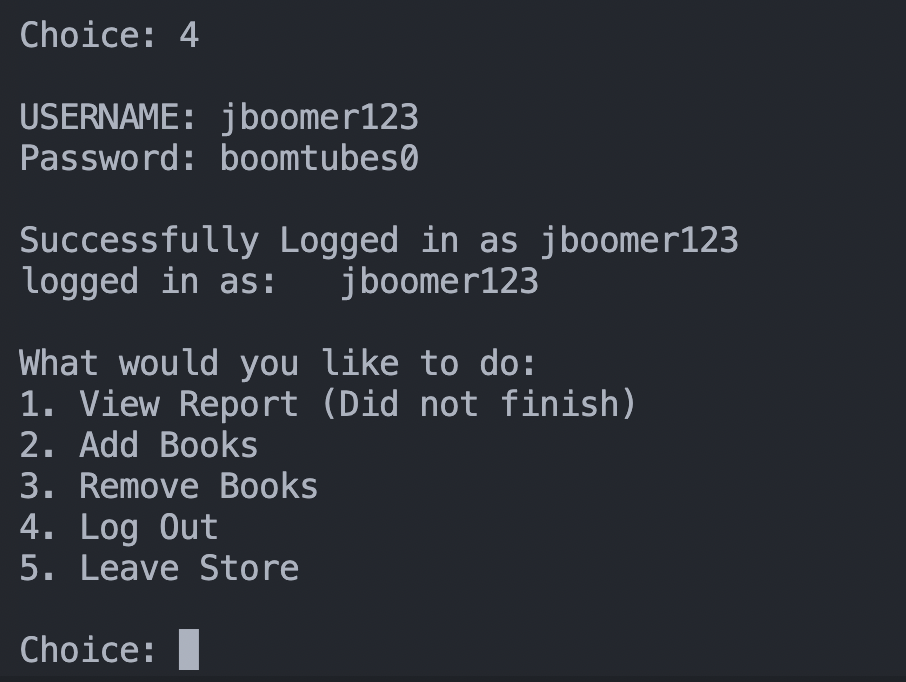 Choice: 4
USERNAME: jboomer123
Password: boomtubes0
Successfully Logged in as jboomer123
logged in as:   jboomer123
What would you like to do:
1. View Report (Did not finish)
2. Add Books
3. Remove Books
4. Log Out
5. Leave Store
Choice: